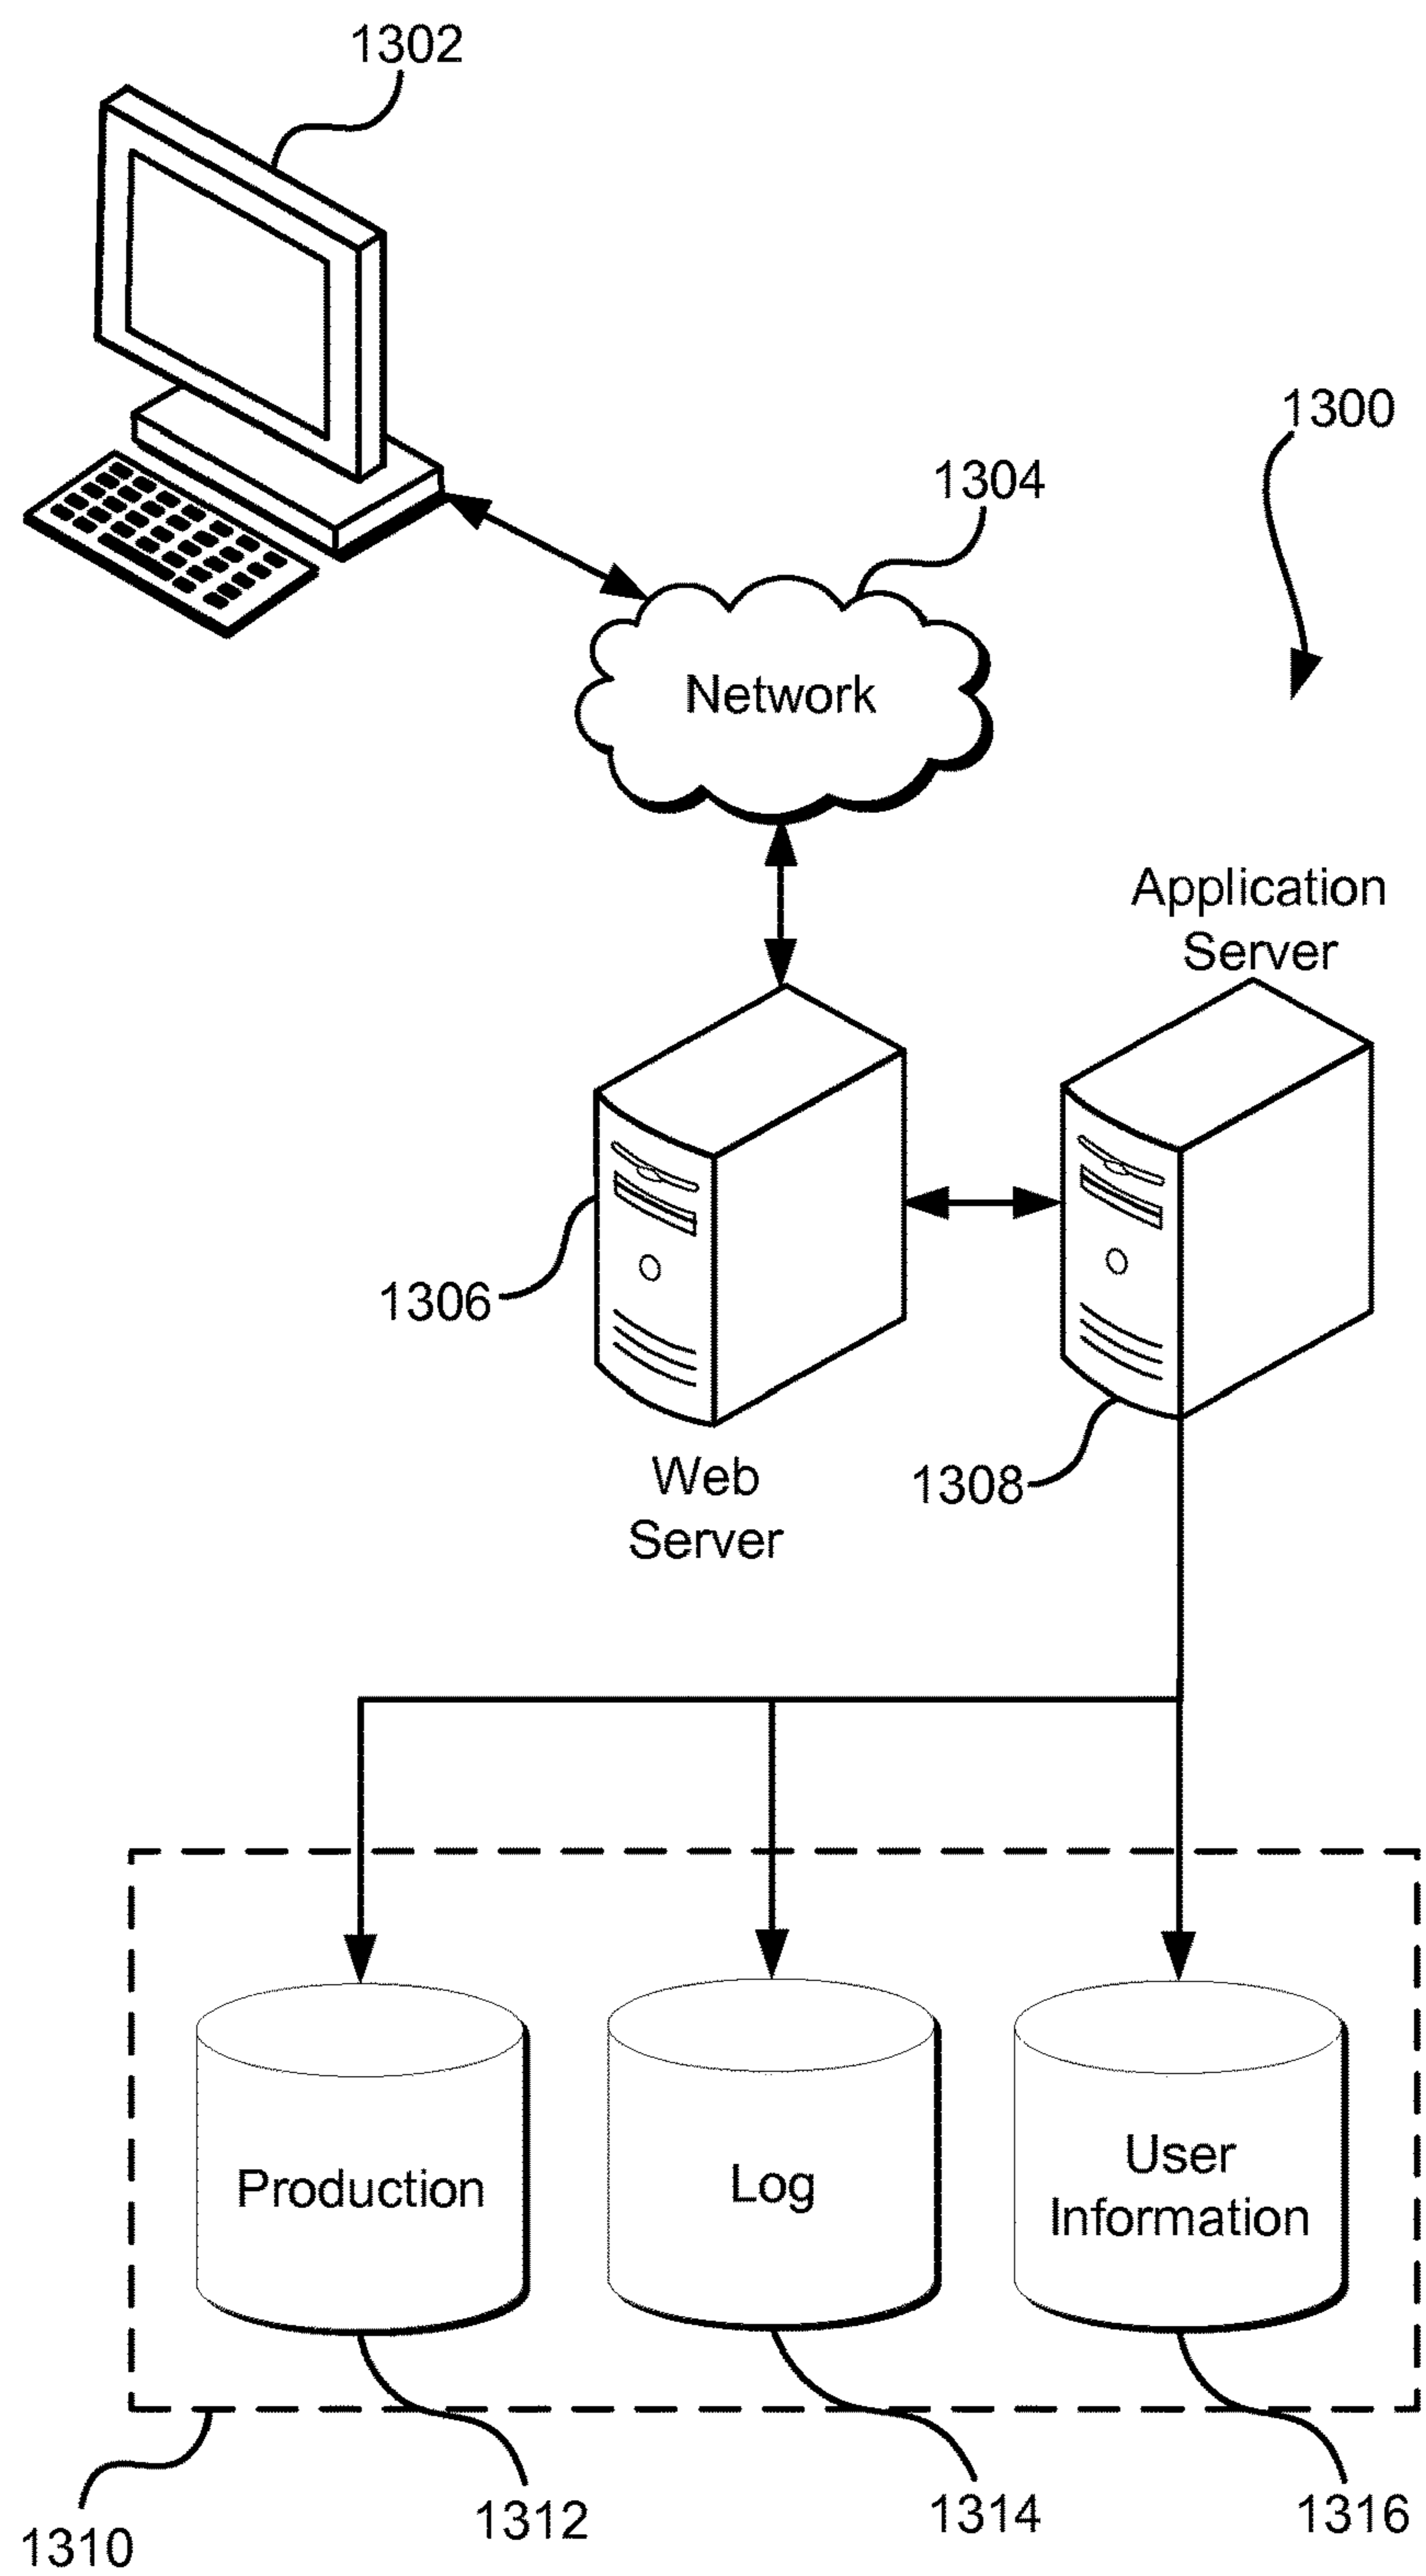 1302
1300
1304
Network
Application
Server
1306
Web
Server
1308
Production
Log
User
Information
1310
1312
1314
1316